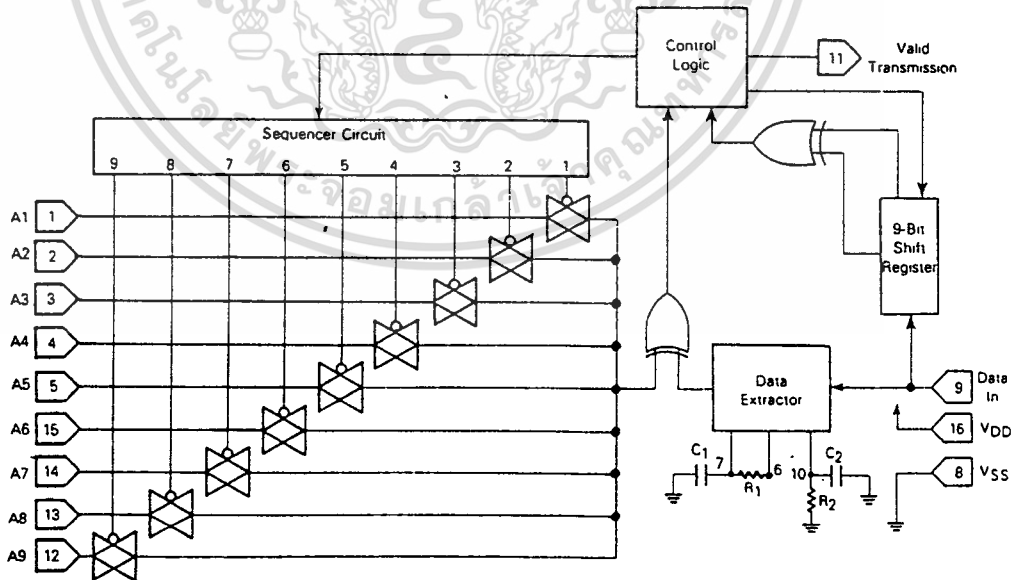 Control
Logic
11
Valid
Transmission
Sequencer Circuit
9 8 7 6 5 4 3 2 1
A1 1
A2 2
A3 3
A4 4
A5 5
A6 15
A7 14
A8 13
A9 12
9-Bit
Shift
Register
Data
Extractor
9 Data
In
16 VDD
8 VSS
C1 7 R1 6 10 C2
R2